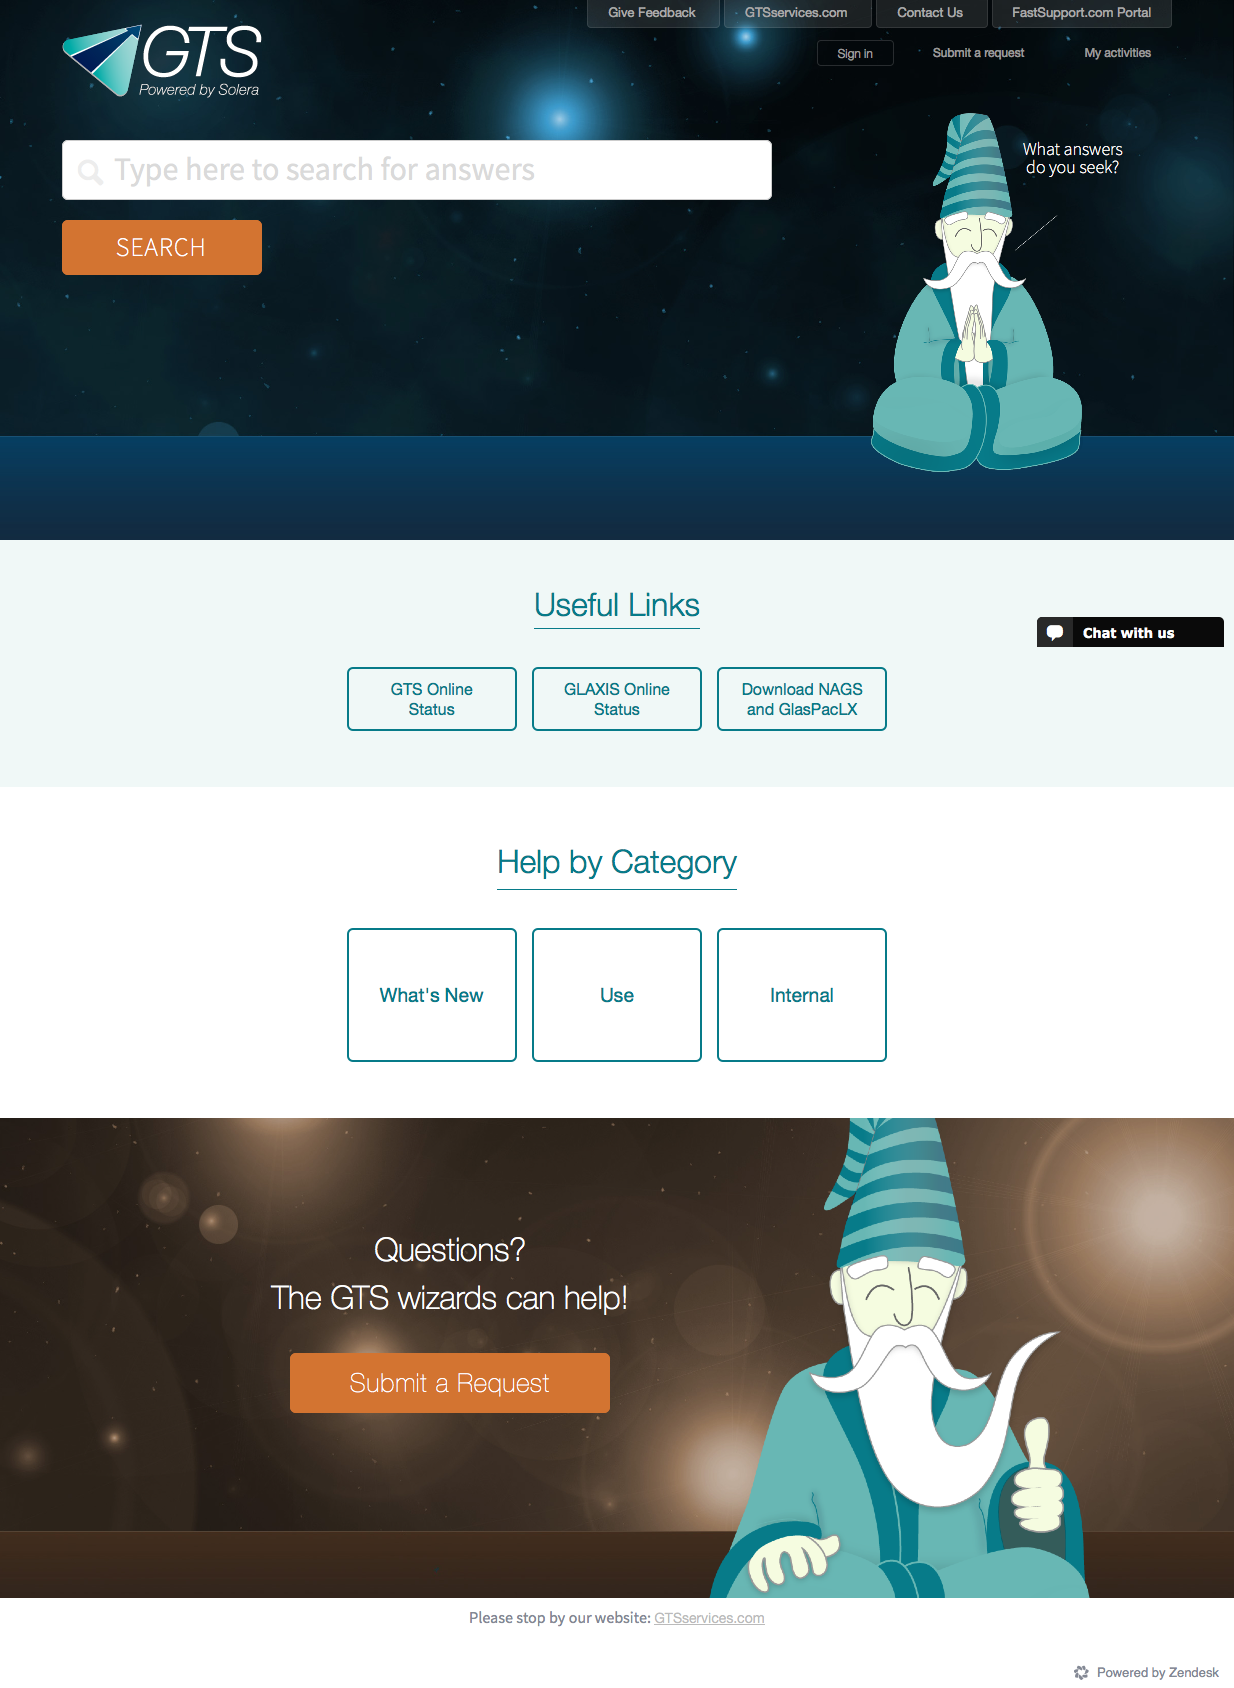 Give Feedback
GTSservices.com
Contact Us
FastSupport.com Portal
Sign in
Submit a request
My activities
GTS
Powered by Solera
Type here to search for answers
SEARCH
What answers
do you seek?
Useful Links
Chat with us
GTS Online
Status
GLAXIS Online
Status
Download NAGS
and GlasPacLX
Help by Category
What's New
Use
Internal
Questions?
The GTS wizards can help!
Submit a Request
Please stop by our website: GTSservices.com
Powered by Zendesk